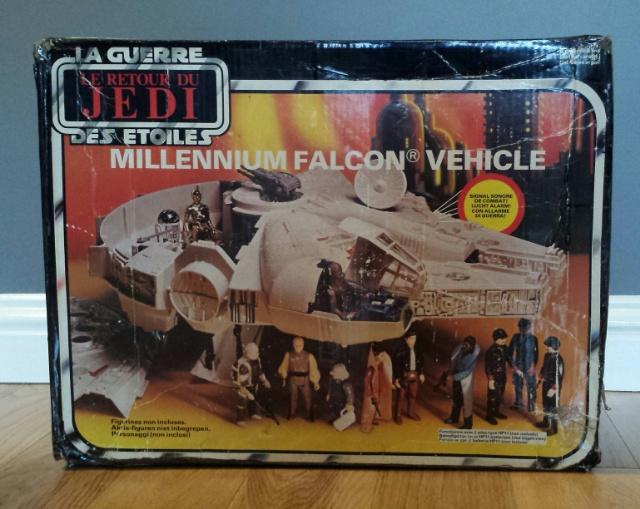 LA GUERRE
LE RETOUR DU
JEDI
DES ETOILES
MILLENNIUM FALCON® VEHICLE
SIGNAL SONORE
DE COMBAT!
LUCHT ALARM!
CON ALLARME
DI GUERRA!
Figurines non incluses.
Aktie-figuren niet inbegrepen.
Personaggi (non inclusi)